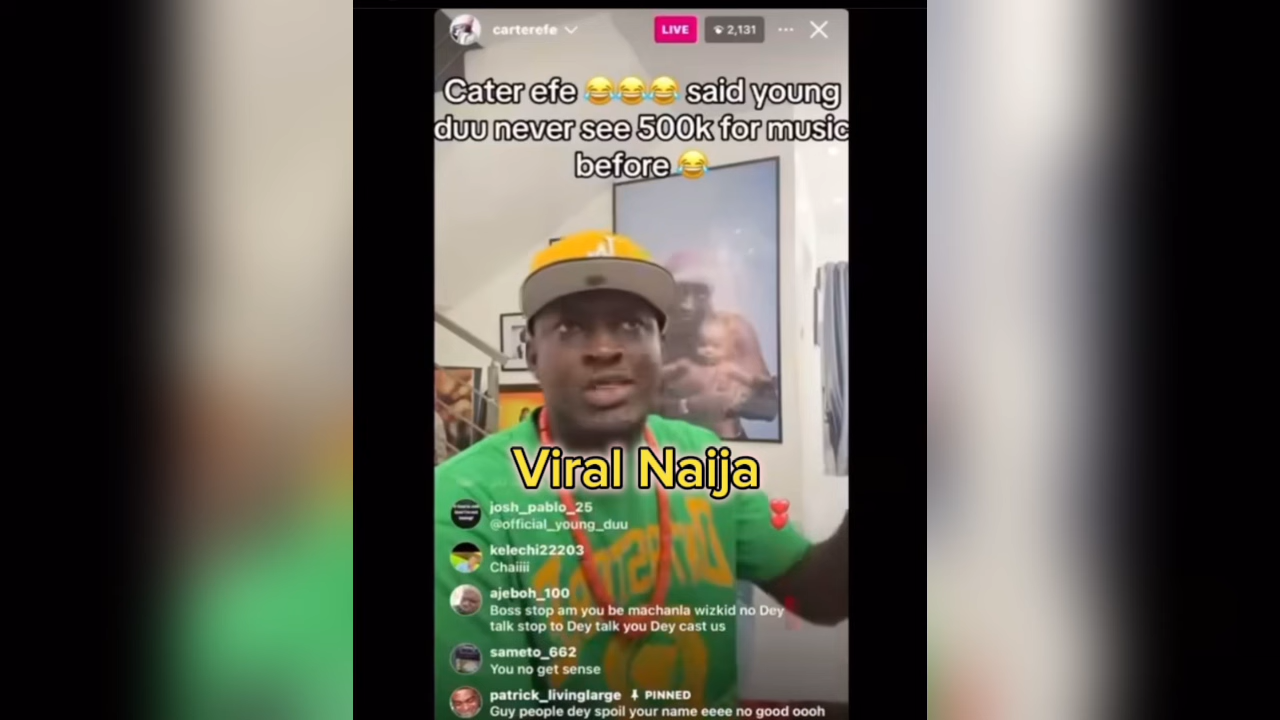 carterefe
LIVE
2,131
Cater efe 😂😂😂 said young
duu never see 500k for music
before 😂
Viral Naija
josh_pablo_25
@official_young_duu
kelechi22203
Chaiiii
ajeboh_100
Boss stop am you be machanla wizkid no Dey
talk stop to Dey talk you Dey cast us
sameto_662
You no get sense
patrick_livinglarge PINNED
Guy people dey spoil your name eeee no good oooh